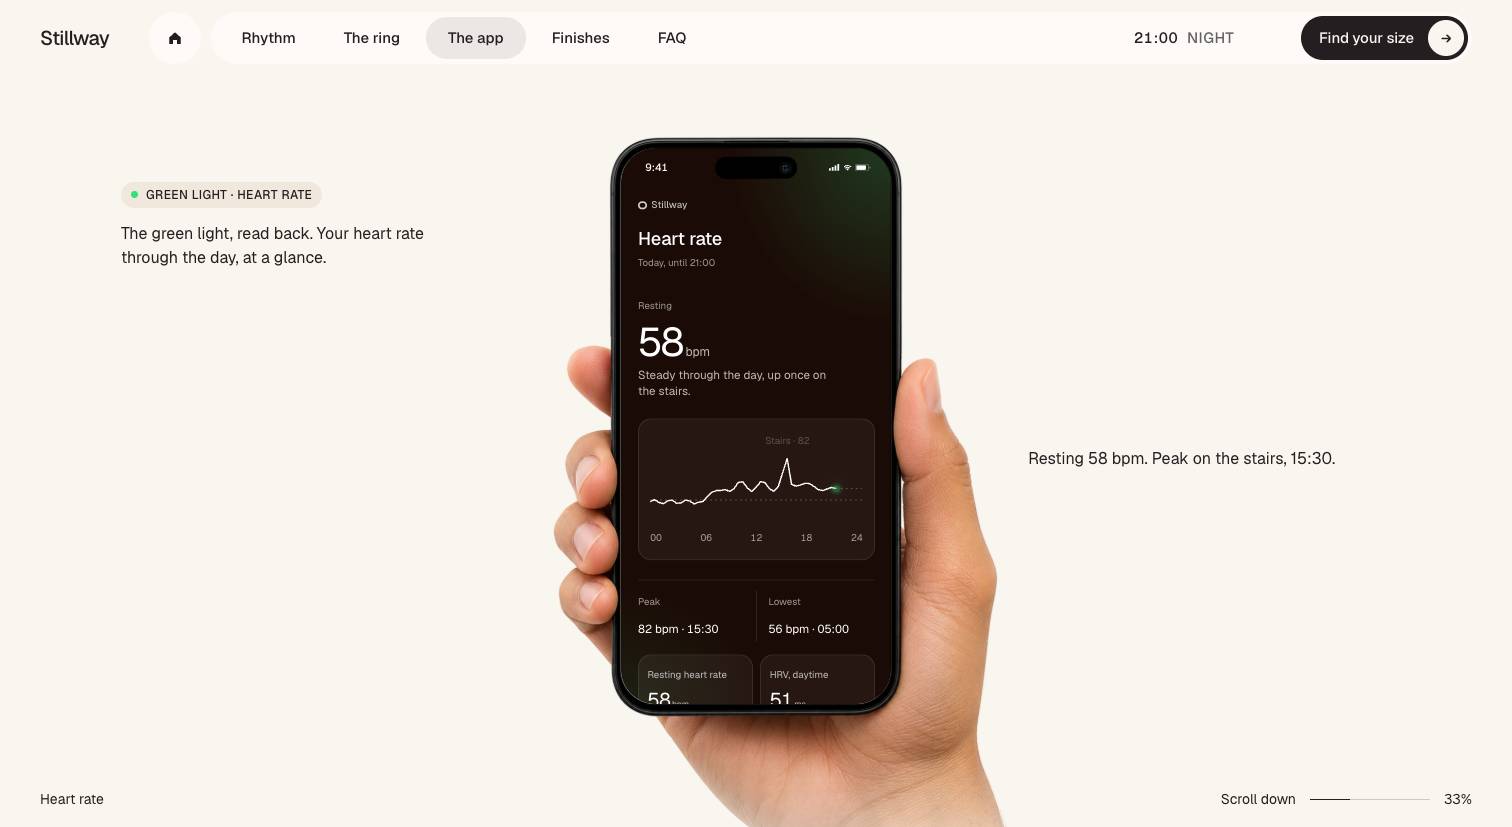 Stillway
Rhythm
The ring
The app
Finishes
FAQ
21:00 NIGHT
Find your size
GREEN LIGHT · HEART RATE
The green light, read back. Your heart rate
through the day, at a glance.
9:41
Stillway
Heart rate
Today, until 21:00
Resting
58 bpm
Steady through the day, up once on
the stairs.
Stairs · 82
00 06 12 18 24
Peak
82 bpm · 15:30
Lowest
56 bpm · 05:00
Resting heart rate
58 bpm
HRV, daytime
51 ms
Resting 58 bpm. Peak on the stairs, 15:30.
Heart rate
Scroll down
33%